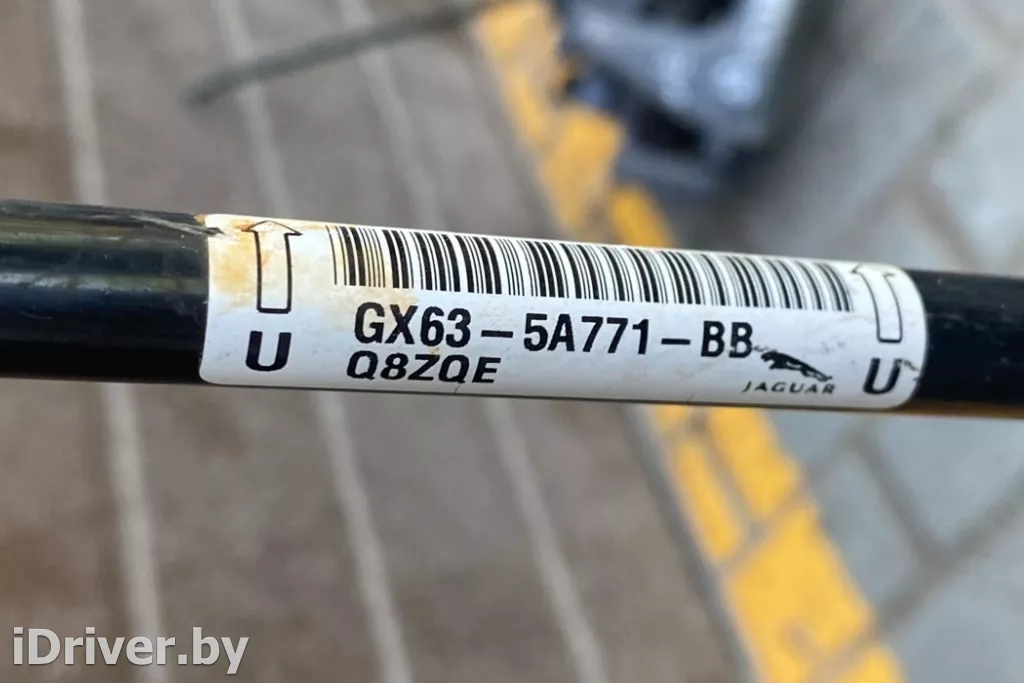 GX63-5A771-BB
U
Q8ZQE
JAGUAR
U
iDriver.by